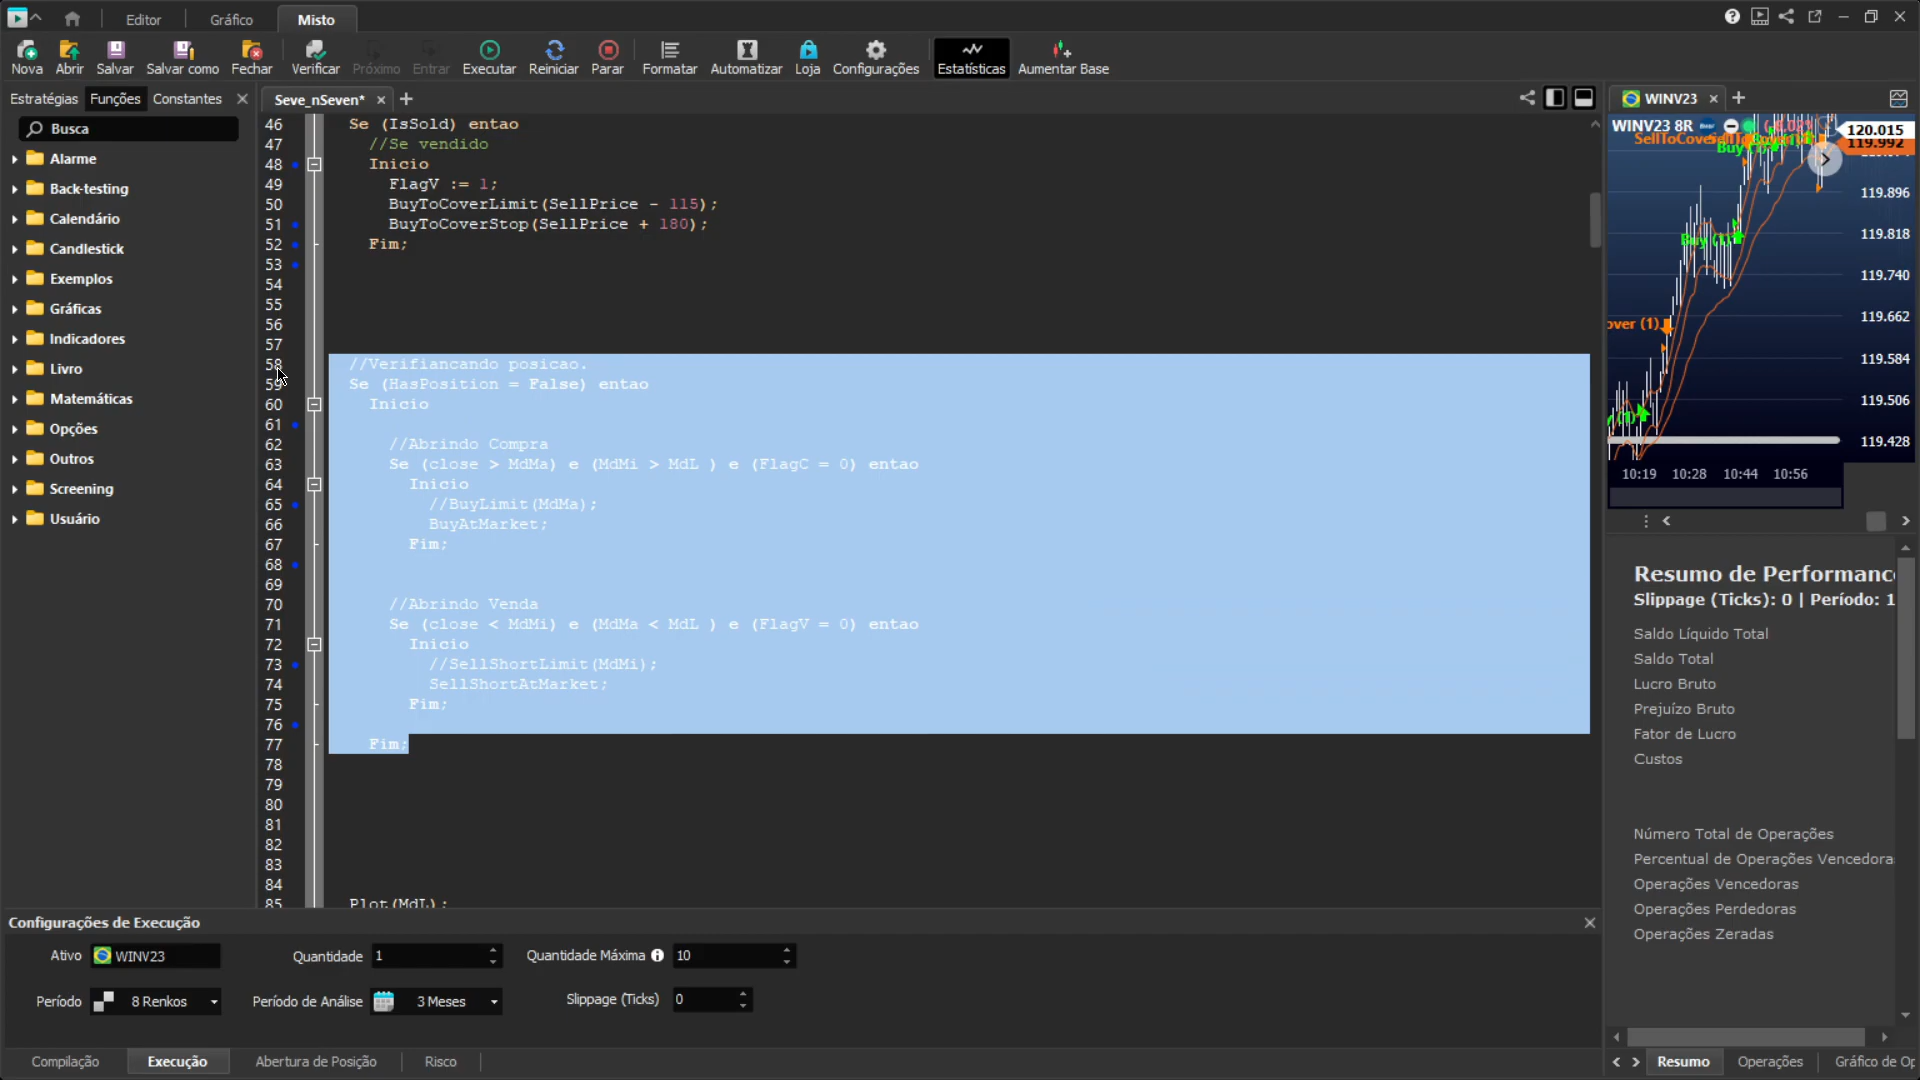 Editor
Gráfico
Misto
Nova
Abrir
Salvar
Salvar como
Fechar
Verificar
Próximo
Entrar
Executar
Reiniciar
Parar
Formatar
Automatizar
Loja
Configurações
Estatísticas
Aumentar Base
Estratégias
Funções
Constantes
Busca
Alarme
Back-testing
Calendário
Candlestick
Exemplos
Gráficas
Indicadores
Livro
Matemáticas
Opções
Outros
Screening
Usuário
Seve_nSeven*
46 Se (IsSold) entao
47 //Se vendido
48 Inicio
49 FlagV := 1;
50 BuyToCoverLimit(SellPrice - 115);
51 BuyToCoverStop(SellPrice + 180);
52 Fim;
53
54
55
56
57
58 //Verifiancando posicao.
59 Se (HasPosition = False) entao
60 Inicio
61
62 //Abrindo Compra
63 Se (close > MdMa) e (MdMi > MdL ) e (FlagC = 0) entao
64 Inicio
65 //BuyLimit(MdMa);
66 BuyAtMarket;
67 Fim;
68
69
70 //Abrindo Venda
71 Se (close < MdMi) e (MdMa < MdL ) e (FlagV = 0) entao
72 Inicio
73 //SellShortLimit(MdMi);
74 SellShortAtMarket;
75 Fim;
76
77 Fim;
78
79
80
81
82
83
84
85 Plot(MdL);
WINV23
WINV23 8R
120.015
119.992
119.896
119.818
119.740
119.662
119.584
119.506
119.428
Buy (1)
over (1)
10:19 10:28 10:44 10:56
Resumo de Performanc
Slippage (Ticks): 0 | Período: 1
Saldo Líquido Total
Saldo Total
Lucro Bruto
Prejuízo Bruto
Fator de Lucro
Custos
Número Total de Operações
Percentual de Operações Vencedora
Operações Vencedoras
Operações Perdedoras
Operações Zeradas
Resumo
Operações
Gráfico de Op
Configurações de Execução
Ativo WINV23
Quantidade 1
Quantidade Máxima 10
Período 8 Renkos
Período de Análise 3 Meses
Slippage (Ticks) 0
Compilação
Execução
Abertura de Posição
Risco